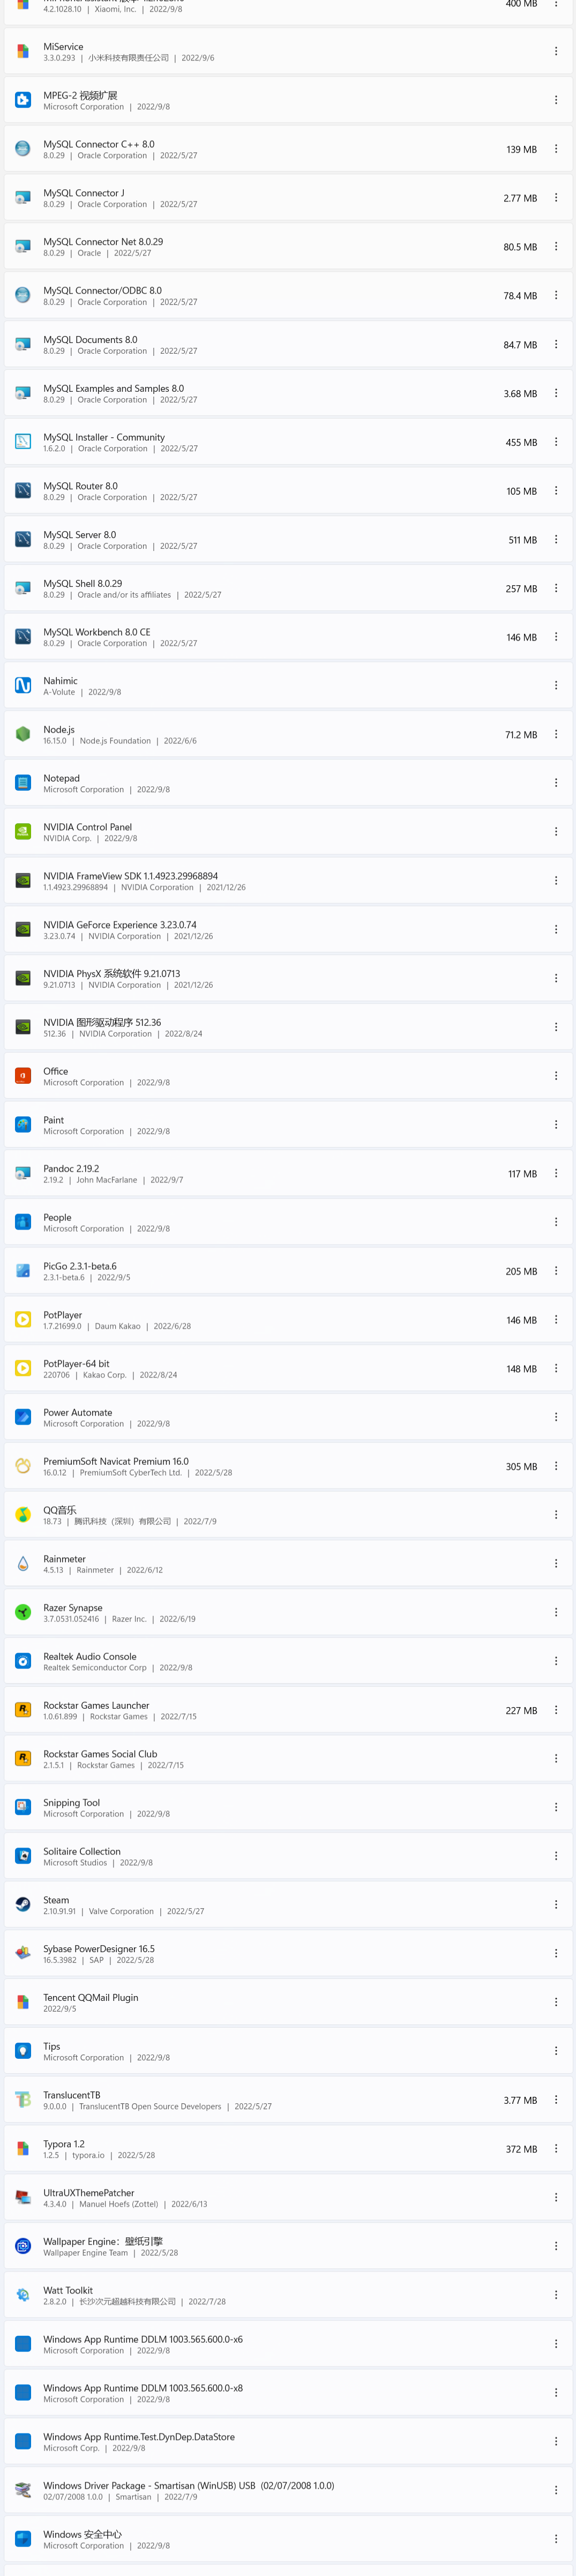 4.2.1028.10 | Xiaomi, Inc. | 2022/9/8
400 MB
MiService
3.3.0.293 | 小米科技有限责任公司 | 2022/9/6
MPEG-2 视频扩展
Microsoft Corporation | 2022/9/8
MySQL Connector C++ 8.0
8.0.29 | Oracle Corporation | 2022/5/27
139 MB
MySQL Connector J
8.0.29 | Oracle Corporation | 2022/5/27
2.77 MB
MySQL Connector Net 8.0.29
8.0.29 | Oracle | 2022/5/27
80.5 MB
MySQL Connector/ODBC 8.0
8.0.29 | Oracle Corporation | 2022/5/27
78.4 MB
MySQL Documents 8.0
8.0.29 | Oracle Corporation | 2022/5/27
84.7 MB
MySQL Examples and Samples 8.0
8.0.29 | Oracle Corporation | 2022/5/27
3.68 MB
MySQL Installer - Community
1.6.2.0 | Oracle Corporation | 2022/5/27
455 MB
MySQL Router 8.0
8.0.29 | Oracle Corporation | 2022/5/27
105 MB
MySQL Server 8.0
8.0.29 | Oracle Corporation | 2022/5/27
511 MB
MySQL Shell 8.0.29
8.0.29 | Oracle and/or its affiliates | 2022/5/27
257 MB
MySQL Workbench 8.0 CE
8.0.29 | Oracle Corporation | 2022/5/27
146 MB
Nahimic
A-Volute | 2022/9/8
Node.js
16.15.0 | Node.js Foundation | 2022/6/6
71.2 MB
Notepad
Microsoft Corporation | 2022/9/8
NVIDIA Control Panel
NVIDIA Corp. | 2022/9/8
NVIDIA FrameView SDK 1.1.4923.29968894
1.1.4923.29968894 | NVIDIA Corporation | 2021/12/26
NVIDIA GeForce Experience 3.23.0.74
3.23.0.74 | NVIDIA Corporation | 2021/12/26
NVIDIA PhysX 系统软件 9.21.0713
9.21.0713 | NVIDIA Corporation | 2021/12/26
NVIDIA 图形驱动程序 512.36
512.36 | NVIDIA Corporation | 2022/8/24
Office
Microsoft Corporation | 2022/9/8
Paint
Microsoft Corporation | 2022/9/8
Pandoc 2.19.2
2.19.2 | John MacFarlane | 2022/9/7
117 MB
People
Microsoft Corporation | 2022/9/8
PicGo 2.3.1-beta.6
2.3.1-beta.6 | 2022/9/5
205 MB
PotPlayer
1.7.21699.0 | Daum Kakao | 2022/6/28
146 MB
PotPlayer-64 bit
220706 | Kakao Corp. | 2022/8/24
148 MB
Power Automate
Microsoft Corporation | 2022/9/8
PremiumSoft Navicat Premium 16.0
16.0.12 | PremiumSoft CyberTech Ltd. | 2022/5/28
305 MB
QQ音乐
18.73 | 腾讯科技（深圳）有限公司 | 2022/7/9
Rainmeter
4.5.13 | Rainmeter | 2022/6/12
Razer Synapse
3.7.0531.052416 | Razer Inc. | 2022/6/19
Realtek Audio Console
Realtek Semiconductor Corp | 2022/9/8
Rockstar Games Launcher
1.0.61.899 | Rockstar Games | 2022/7/15
227 MB
Rockstar Games Social Club
2.1.5.1 | Rockstar Games | 2022/7/15
Snipping Tool
Microsoft Corporation | 2022/9/8
Solitaire Collection
Microsoft Studios | 2022/9/8
Steam
2.10.91.91 | Valve Corporation | 2022/5/27
Sybase PowerDesigner 16.5
16.5.3982 | SAP | 2022/5/28
Tencent QQMail Plugin
2022/9/5
Tips
Microsoft Corporation | 2022/9/8
TranslucentTB
9.0.0.0 | TranslucentTB Open Source Developers | 2022/5/27
3.77 MB
Typora 1.2
1.2.5 | typora.io | 2022/5/28
372 MB
UltraUXThemePatcher
4.3.4.0 | Manuel Hoefs (Zottel) | 2022/6/13
Wallpaper Engine：壁纸引擎
Wallpaper Engine Team | 2022/5/28
Watt Toolkit
2.8.2.0 | 长沙次元超越科技有限公司 | 2022/7/28
Windows App Runtime DDLM 1003.565.600.0-x6
Microsoft Corporation | 2022/9/8
Windows App Runtime DDLM 1003.565.600.0-x8
Microsoft Corporation | 2022/9/8
Windows App Runtime.Test.DynDep.DataStore
Microsoft Corp. | 2022/9/8
Windows Driver Package - Smartisan (WinUSB) USB (02/07/2008 1.0.0)
02/07/2008 1.0.0 | Smartisan | 2022/7/9
Windows 安全中心
Microsoft Corporation | 2022/9/8